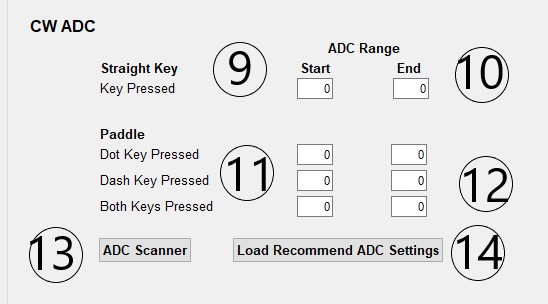 CW ADC
ADC Range
Straight Key 9 Start End 10
Key Pressed 0 0
Paddle
Dot Key Pressed 11 0 0
Dash Key Pressed 0 0 12
Both Keys Pressed 0 0
13 ADC Scanner Load Recommend ADC Settings 14